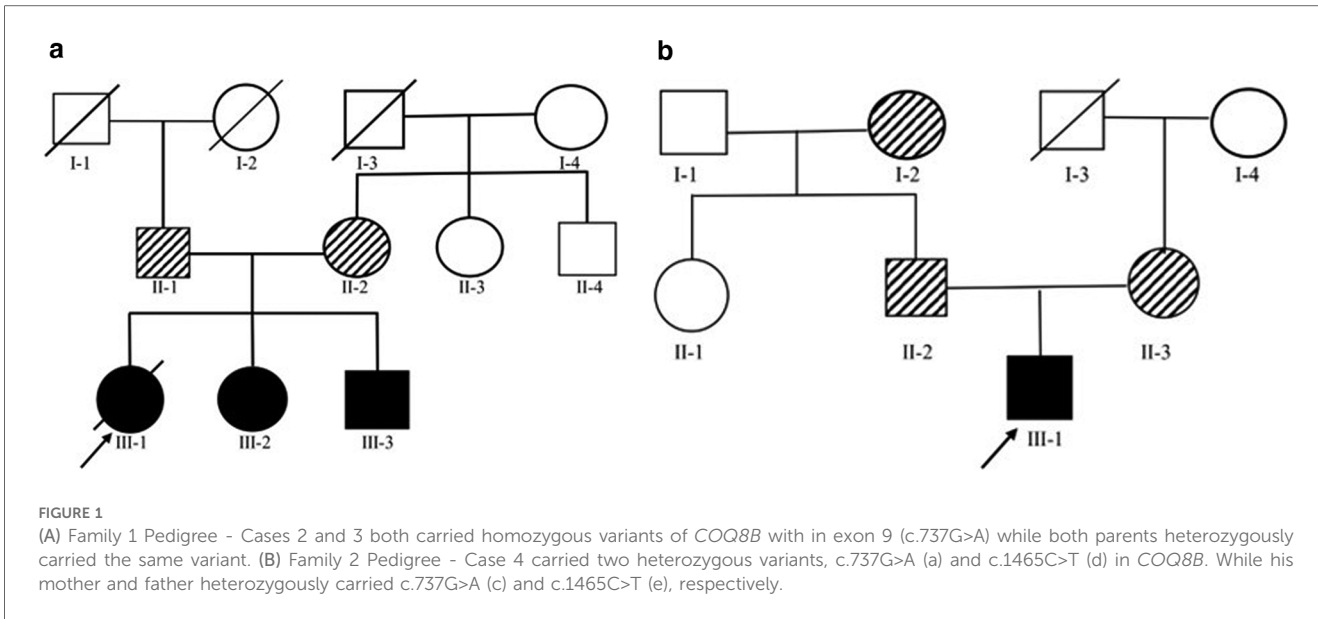 a
b
I-1
I-2
I-3
I-4
I-1
I-2
I-3
I-4
II-1
II-2
II-3
II-4
II-1
II-2
II-3
III-1
III-2
III-3
III-1
FIGURE 1
(A) Family 1 Pedigree - Cases 2 and 3 both carried homozygous variants of COQ8B with in exon 9 (c.737G>A) while both parents heterozygously
carried the same variant. (B) Family 2 Pedigree - Case 4 carried two heterozygous variants, c.737G>A (a) and c.1465C>T (d) in COQ8B. While his
mother and father heterozygously carried c.737G>A (c) and c.1465C>T (e), respectively.